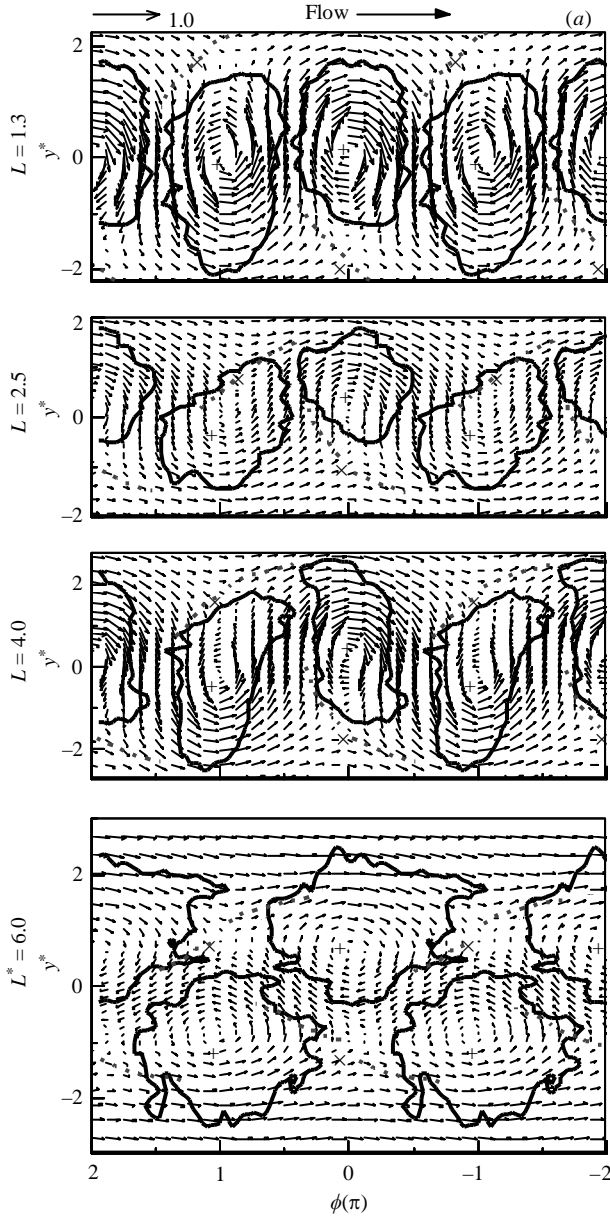 1.0 Flow (a)
L = 1.3
y*
2
0
–2
L = 2.5
y*
2
0
–2
L = 4.0
y*
2
0
–2
L* = 6.0
y*
2
0
–2
2 1 0 –1 –2
ϕ(π)